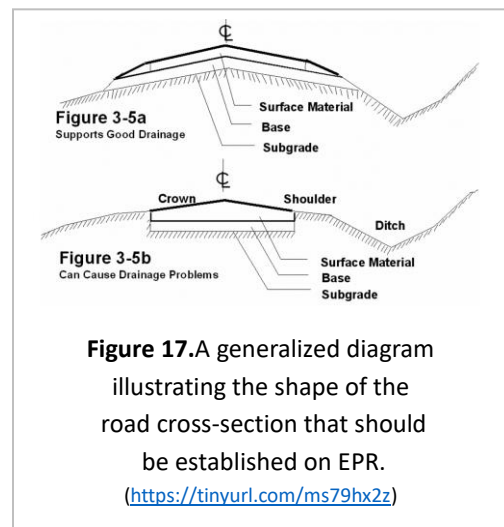 ℄
Surface Material
Figure 3-5a
Base
Supports Good Drainage
Subgrade
℄
Crown
Shoulder
Ditch
Figure 3-5b
Surface Material
Can Cause Drainage Problems
Base
Subgrade
Figure 17.A generalized diagram
illustrating the shape of the
road cross-section that should
be established on EPR.
(https://tinyurl.com/ms79hx2z)